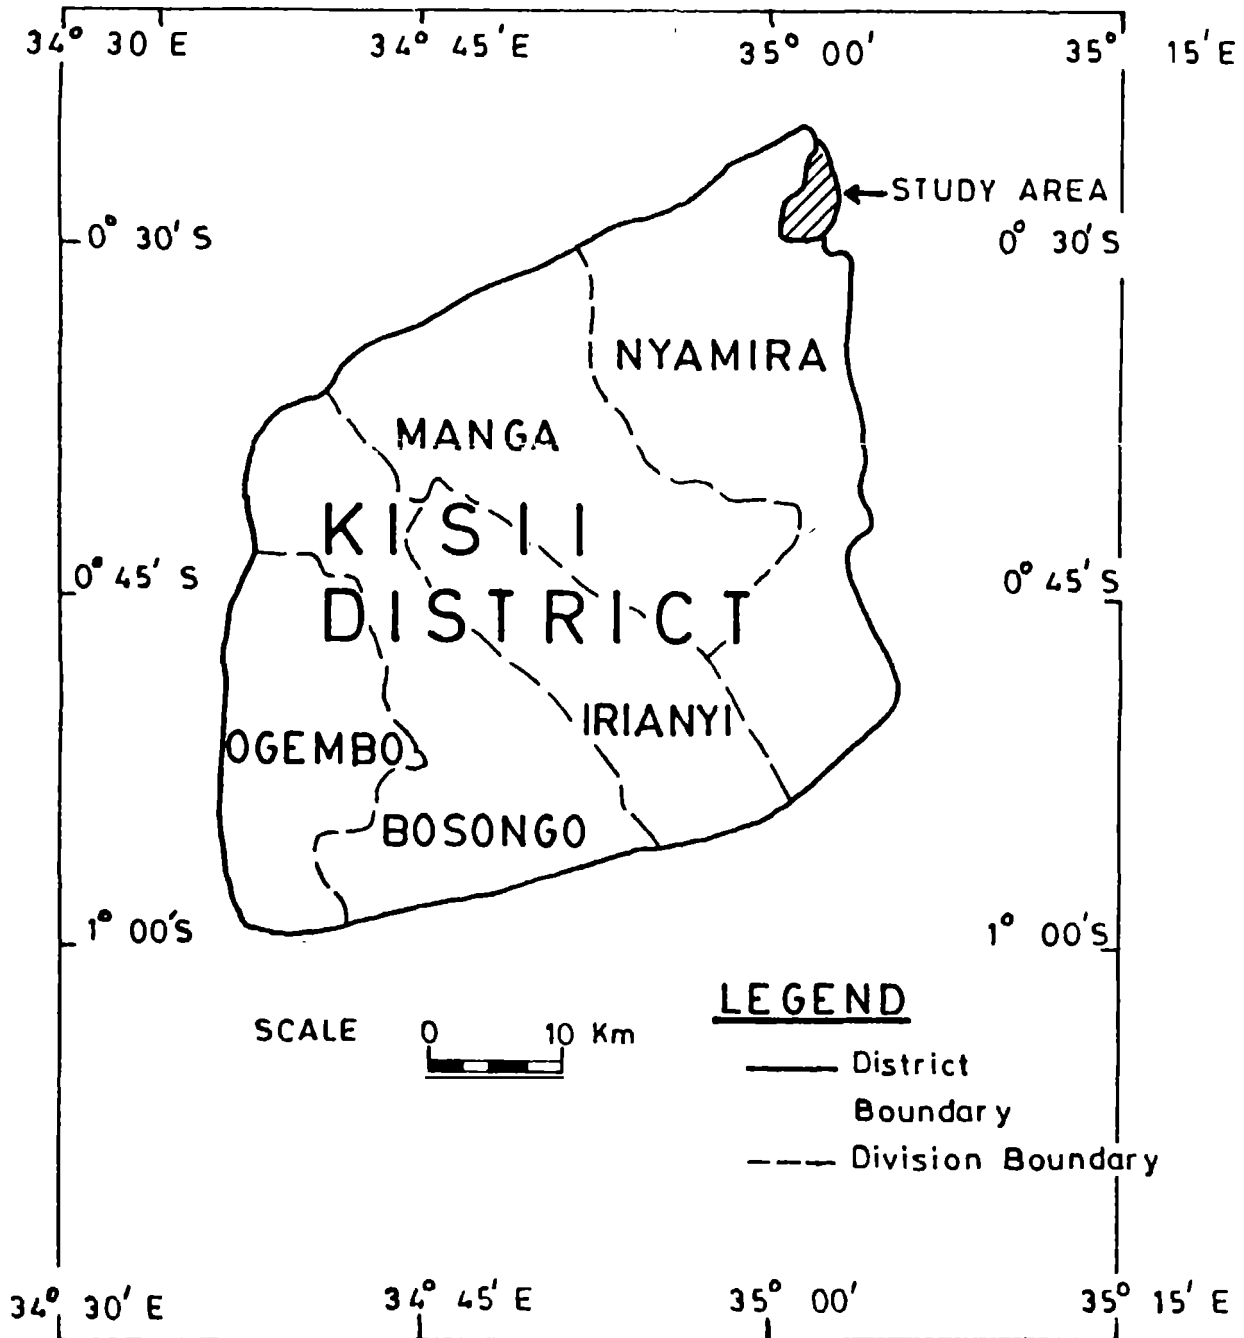 34° 30 E 34° 45' E 35° 00' 35° 15' E
STUDY AREA
0° 30' S 0° 30' S
NYAMIRA
MANGA
KISII
0° 45' S 0° 45' S
DISTRICT
IRIANYI
OGEMBO
BOSONGO
1° 00' S 1° 00' S
LEGEND
SCALE 0 10 Km
District
Boundary
Division Boundary
34° 30' E 34° 45' E 35° 00' 35° 15' E